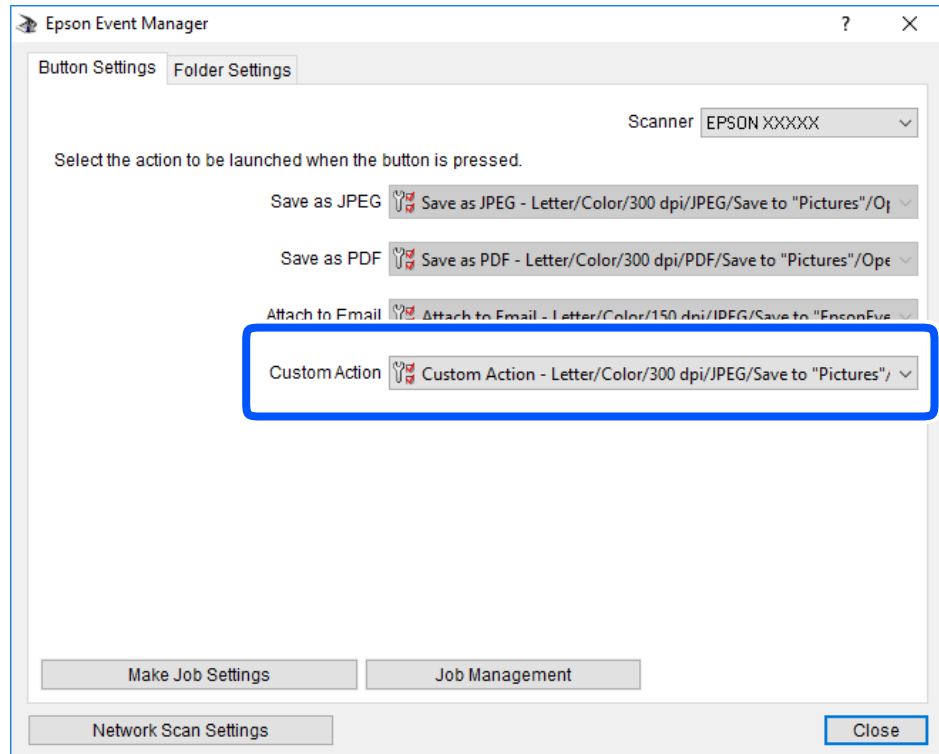 Epson Event Manager
Button Settings
Folder Settings
Scanner EPSON XXXXX
Select the action to be launched when the button is pressed.
Save as JPEG Save as JPEG - Letter/Color/300 dpi/JPEG/Save to "Pictures"/Op
Save as PDF Save as PDF - Letter/Color/300 dpi/PDF/Save to "Pictures"/Ope
Attach to Email Attach to Email - Letter/Color/150 dpi/JPEG/Save to "EpsonEve
Custom Action Custom Action - Letter/Color/300 dpi/JPEG/Save to "Pictures"/
Make Job Settings
Job Management
Network Scan Settings
Close